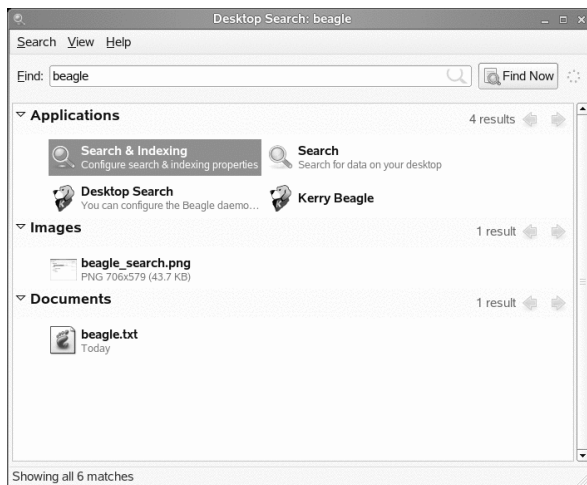 Desktop Search: beagle
Search View Help
Find: beagle Find Now
Applications 4 results
Search & Indexing
Configure search & indexing properties
Search
Search for data on your desktop
Desktop Search
You can configure the Beagle daemo...
Kerry Beagle
Images 1 result
beagle_search.png
PNG 706x579 (43.7 KB)
Documents 1 result
beagle.txt
Today
Showing all 6 matches